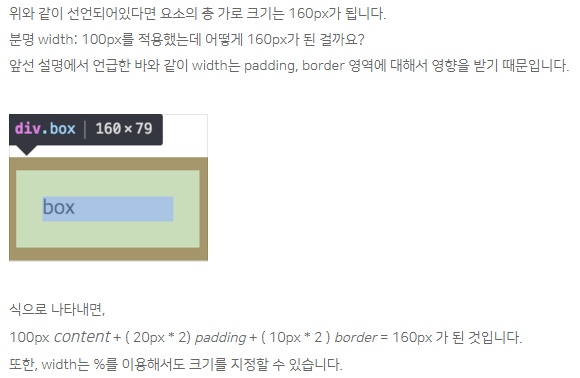 위와 같이 선언되어있다면 요소의 총 가로 크기는 160px가 됩니다.
분명 width: 100px를 적용했는데 어떻게 160px가 된 걸까요?
앞선 설명에서 언급한 바와 같이 width는 padding, border 영역에 대해서 영향을 받기 때문입니다.
div.box | 160 × 79
box
식으로 나타내면,
100px content + ( 20px * 2) padding + ( 10px * 2 ) border = 160px 가 된 것입니다.
또한, width는 %를 이용해서도 크기를 지정할 수 있습니다.